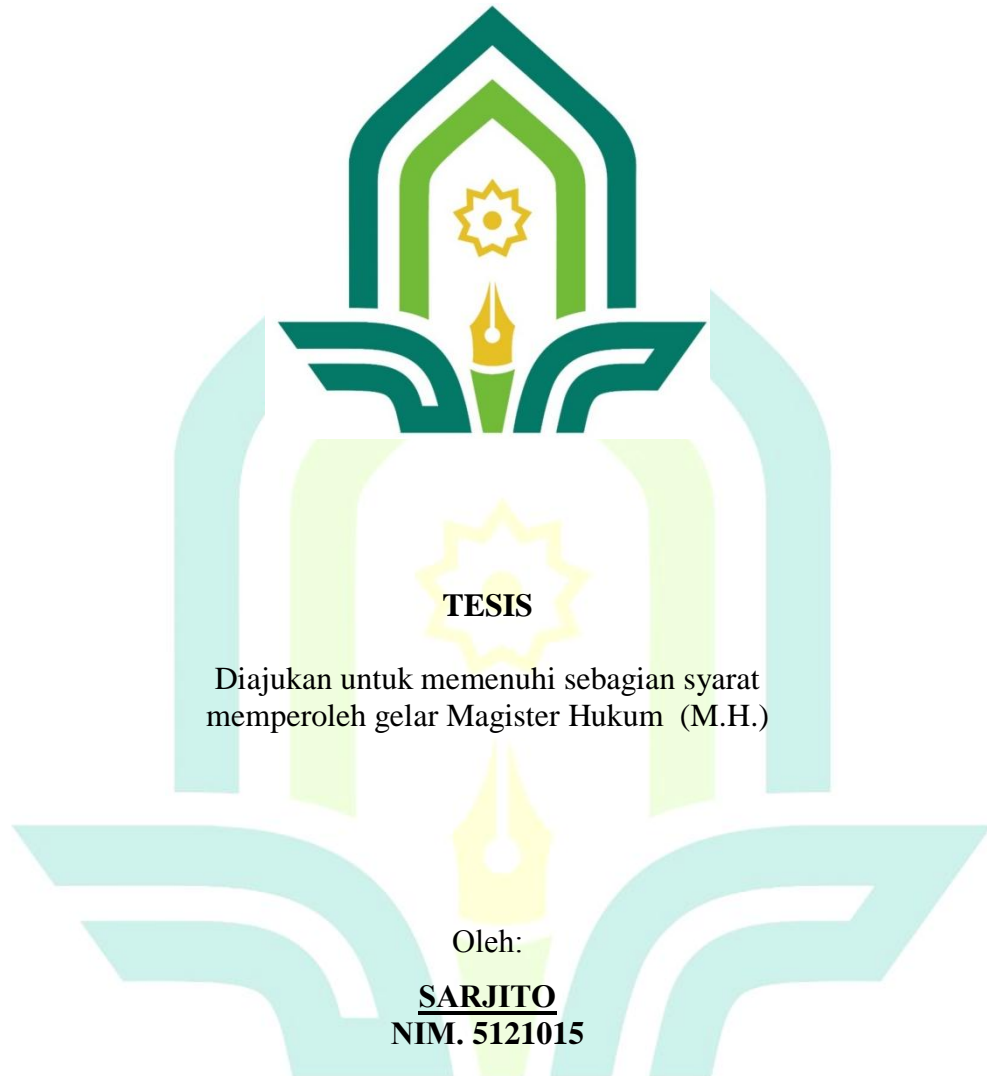 TESIS
Diajukan untuk memenuhi sebagian syarat
memperoleh gelar Magister Hukum (M.H.)
Oleh:
SARJITO
NIM. 5121015